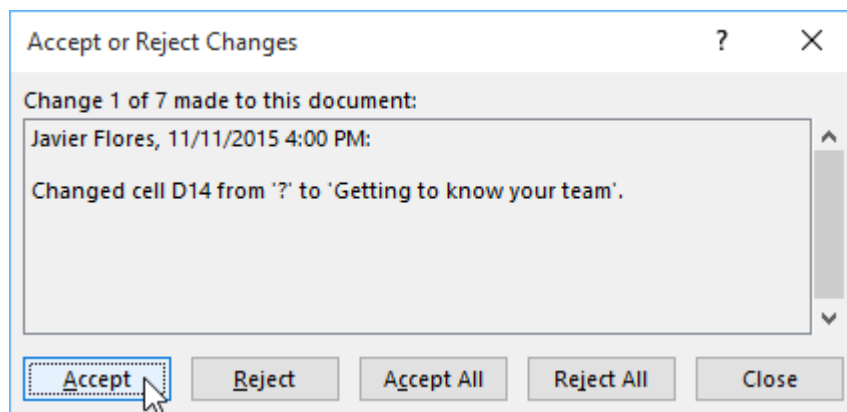 Accept or Reject Changes ? ✕
Change 1 of 7 made to this document:
Javier Flores, 11/11/2015 4:00 PM:
Changed cell D14 from '?' to 'Getting to know your team'.
Accept Reject Accept All Reject All Close